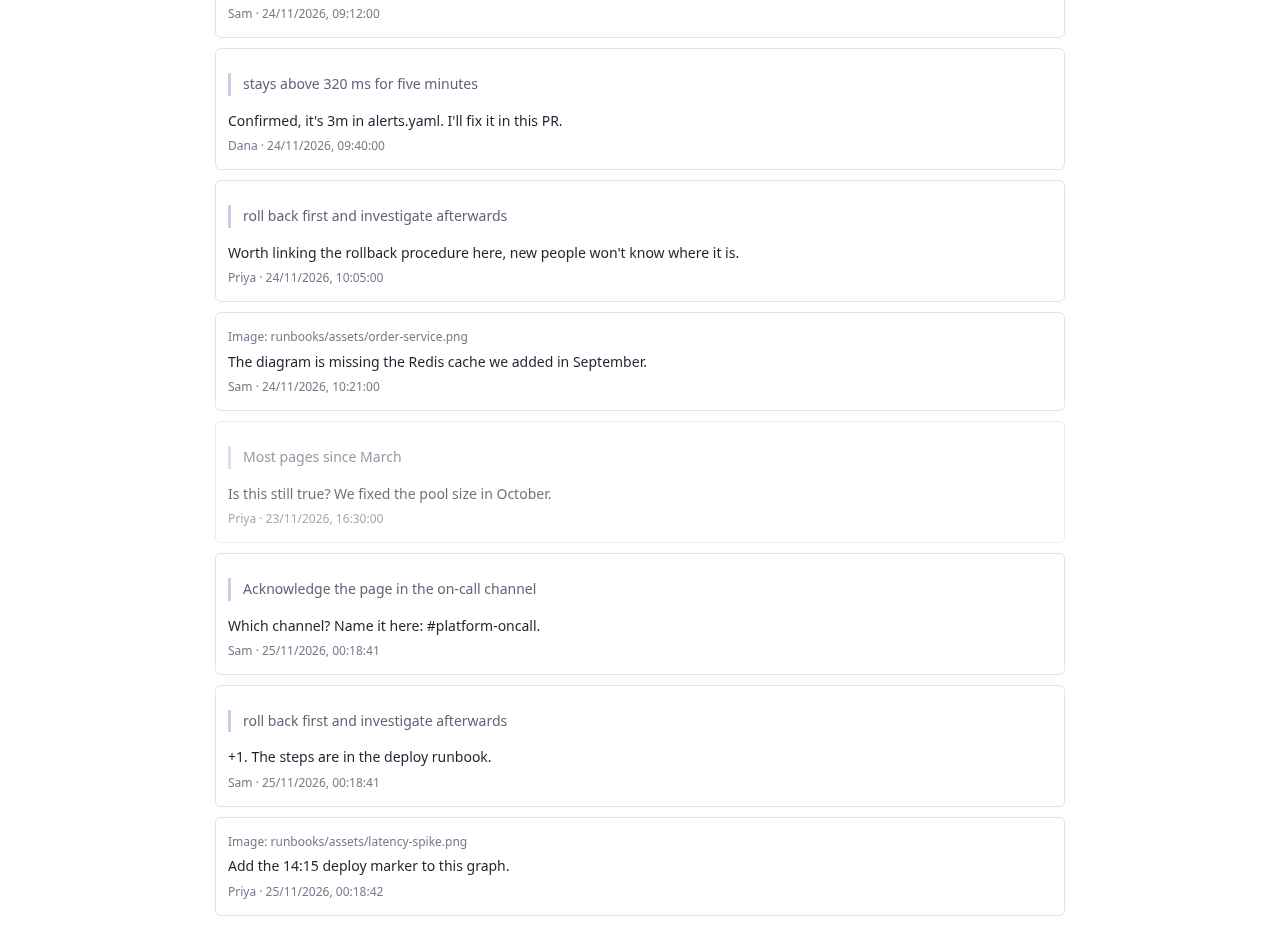 Sam · 24/11/2026, 09:12:00
stays above 320 ms for five minutes
Confirmed, it's 3m in alerts.yaml. I'll fix it in this PR.
Dana · 24/11/2026, 09:40:00
roll back first and investigate afterwards
Worth linking the rollback procedure here, new people won't know where it is.
Priya · 24/11/2026, 10:05:00
Image: runbooks/assets/order-service.png
The diagram is missing the Redis cache we added in September.
Sam · 24/11/2026, 10:21:00
Most pages since March
Is this still true? We fixed the pool size in October.
Priya · 23/11/2026, 16:30:00
Acknowledge the page in the on-call channel
Which channel? Name it here: #platform-oncall.
Sam · 25/11/2026, 00:18:41
roll back first and investigate afterwards
+1. The steps are in the deploy runbook.
Sam · 25/11/2026, 00:18:41
Image: runbooks/assets/latency-spike.png
Add the 14:15 deploy marker to this graph.
Priya · 25/11/2026, 00:18:42